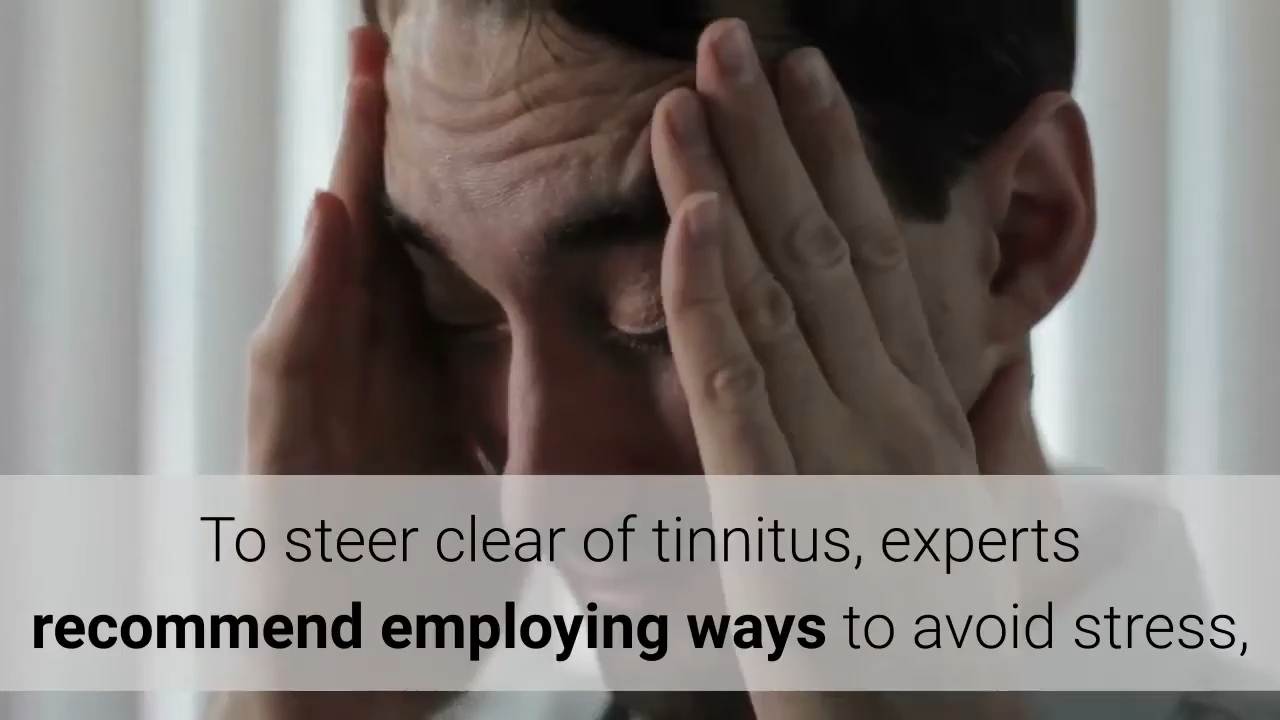 To steer clear of tinnitus, experts
recommend employing ways to avoid stress,